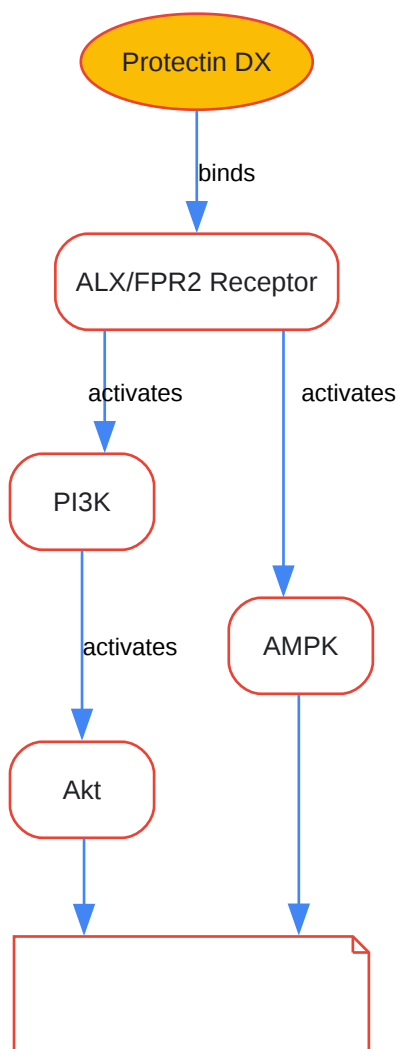 Protectin DX
binds
ALX/FPR2 Receptor
activates
activates
PI3K
activates
AMPK
Akt